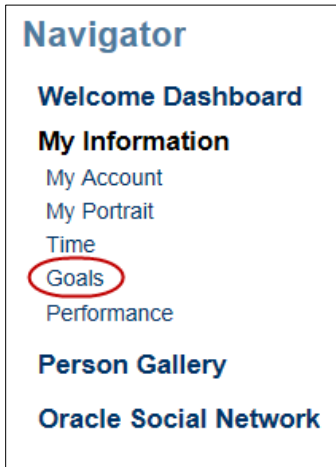 Navigator
Welcome Dashboard
My Information
My Account
My Portrait
Time
Goals
Performance
Person Gallery
Oracle Social Network